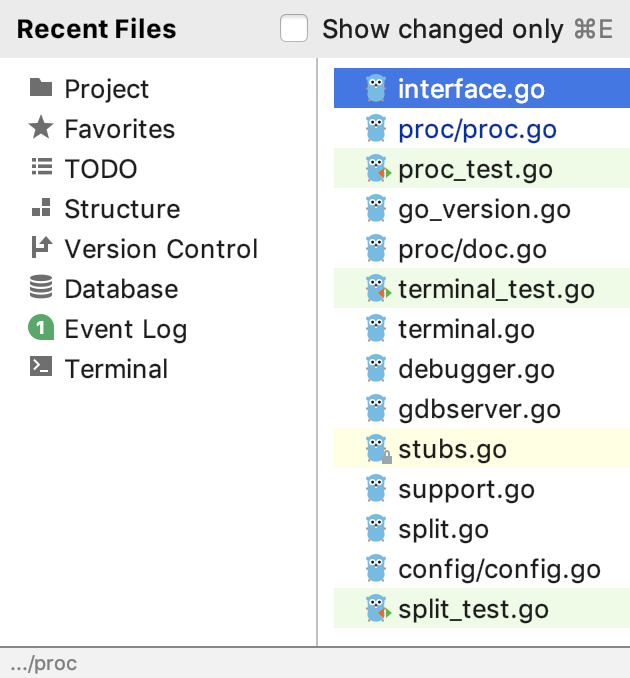 Recent Files
Show changed only ⌘E
Project
Favorites
TODO
Structure
Version Control
Database
1 Event Log
Terminal
interface.go
proc/proc.go
proc_test.go
go_version.go
proc/doc.go
terminal_test.go
terminal.go
debugger.go
gdbserver.go
stubs.go
support.go
split.go
config/config.go
split_test.go
.../proc